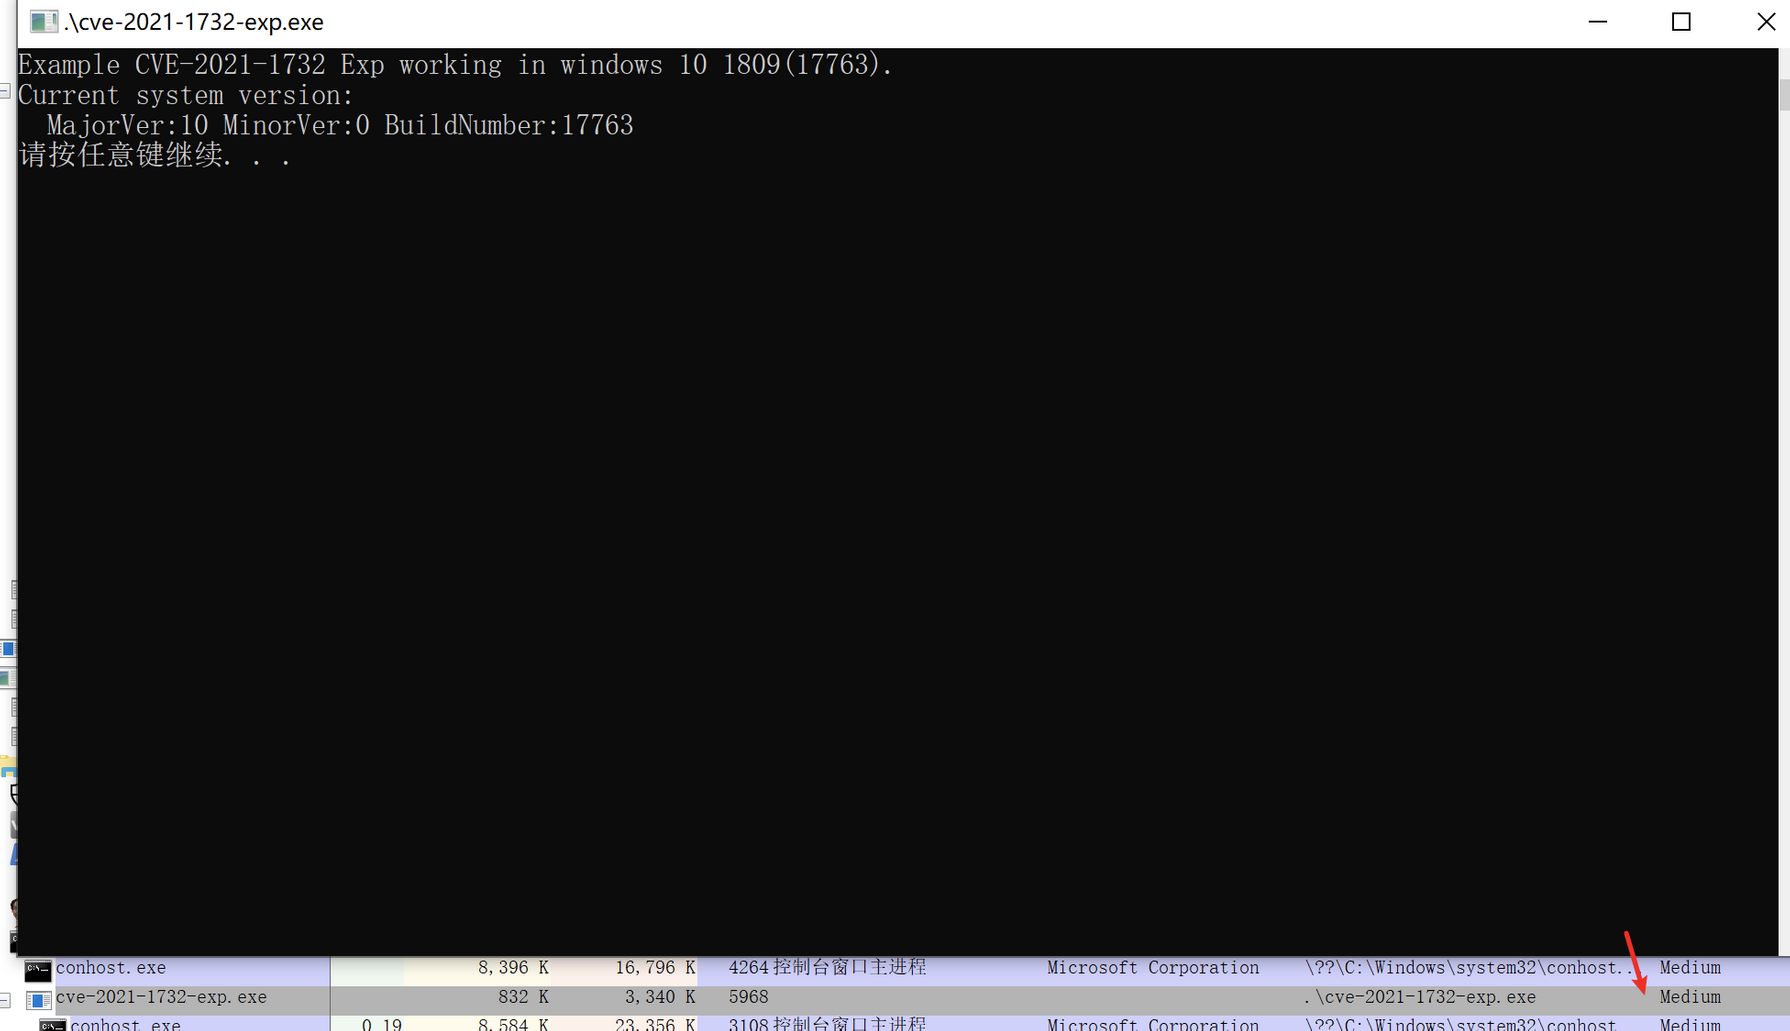 .\cve-2021-1732-exp.exe
Example CVE-2021-1732 Exp working in windows 10 1809(17763).
Current system version:
MajorVer:10 MinorVer:0 BuildNumber:17763
请按任意键继续. . .
conhost.exe 8,396 K 16,796 K 4264 控制台窗口主进程 Microsoft Corporation \??\C:\Windows\system32\conhost... Medium
cve-2021-1732-exp.exe 832 K 3,340 K 5968 .\cve-2021-1732-exp.exe Medium
conhost.exe 0.19 8,584 K 23,356 K 3108 控制台窗口主进程 Microsoft Corporation \??\C:\Windows\system32\conhost Medium